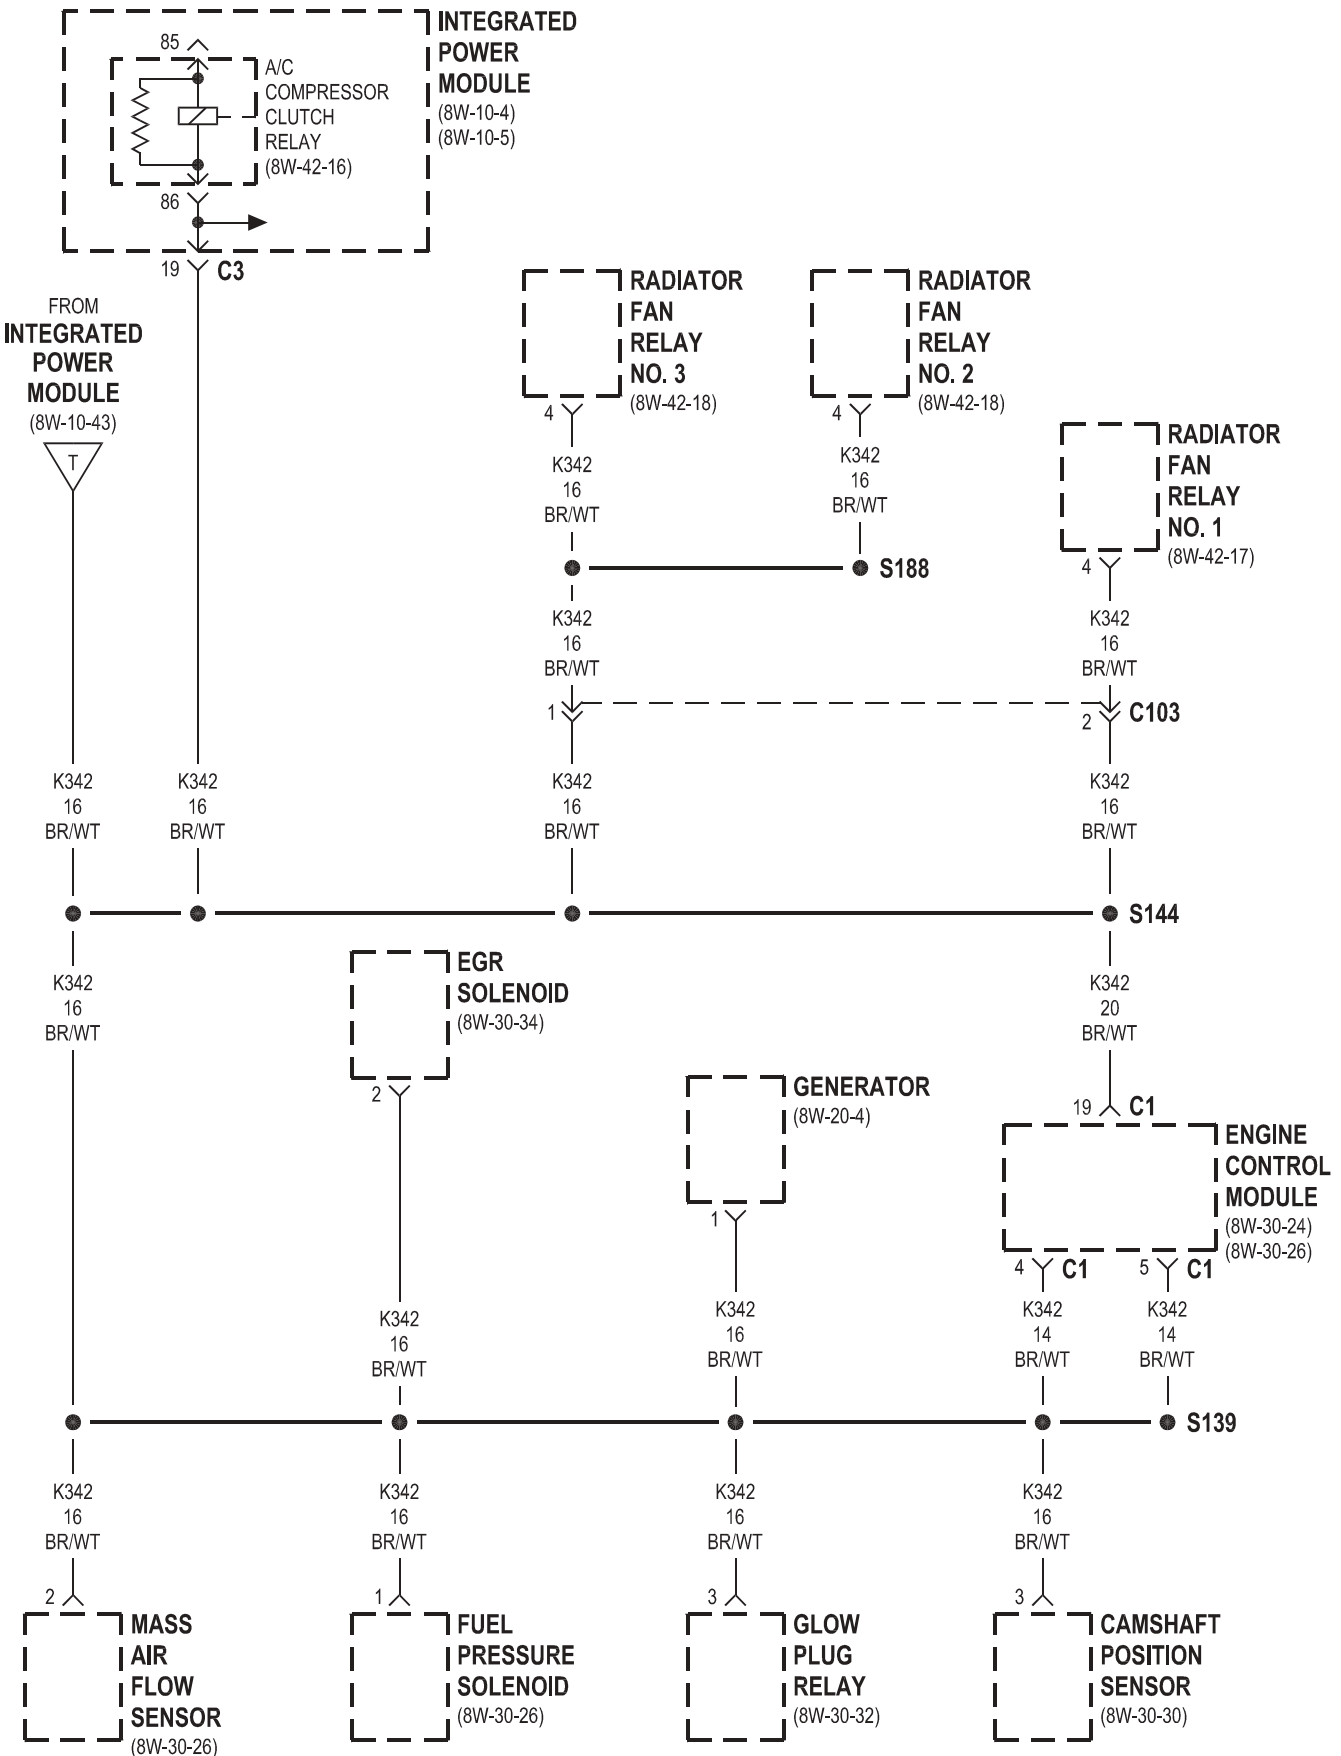 INTEGRATED
POWER
MODULE
(8W-10-4)
(8W-10-5)
85
A/C
COMPRESSOR
CLUTCH
RELAY
(8W-42-16)
86
19 C3
FROM
INTEGRATED
POWER
MODULE
(8W-10-43)
T
RADIATOR
FAN
RELAY
NO. 3
(8W-42-18)
4
K342
16
BR/WT
RADIATOR
FAN
RELAY
NO. 2
(8W-42-18)
4
K342
16
BR/WT
S188
RADIATOR
FAN
RELAY
NO. 1
(8W-42-17)
4
K342
16
BR/WT
K342
16
BR/WT
1
2 C103
K342
16
BR/WT
K342
16
BR/WT
K342
16
BR/WT
K342
16
BR/WT
S144
K342
16
BR/WT
EGR
SOLENOID
(8W-30-34)
2
K342
20
BR/WT
GENERATOR
(8W-20-4)
1
19 C1
ENGINE
CONTROL
MODULE
(8W-30-24)
(8W-30-26)
4 C1
5 C1
K342
16
BR/WT
K342
16
BR/WT
K342
14
BR/WT
K342
14
BR/WT
S139
K342
16
BR/WT
K342
16
BR/WT
K342
16
BR/WT
K342
16
BR/WT
2
MASS
AIR
FLOW
SENSOR
(8W-30-26)
1
FUEL
PRESSURE
SOLENOID
(8W-30-26)
3
GLOW
PLUG
RELAY
(8W-30-32)
3
CAMSHAFT
POSITION
SENSOR
(8W-30-30)